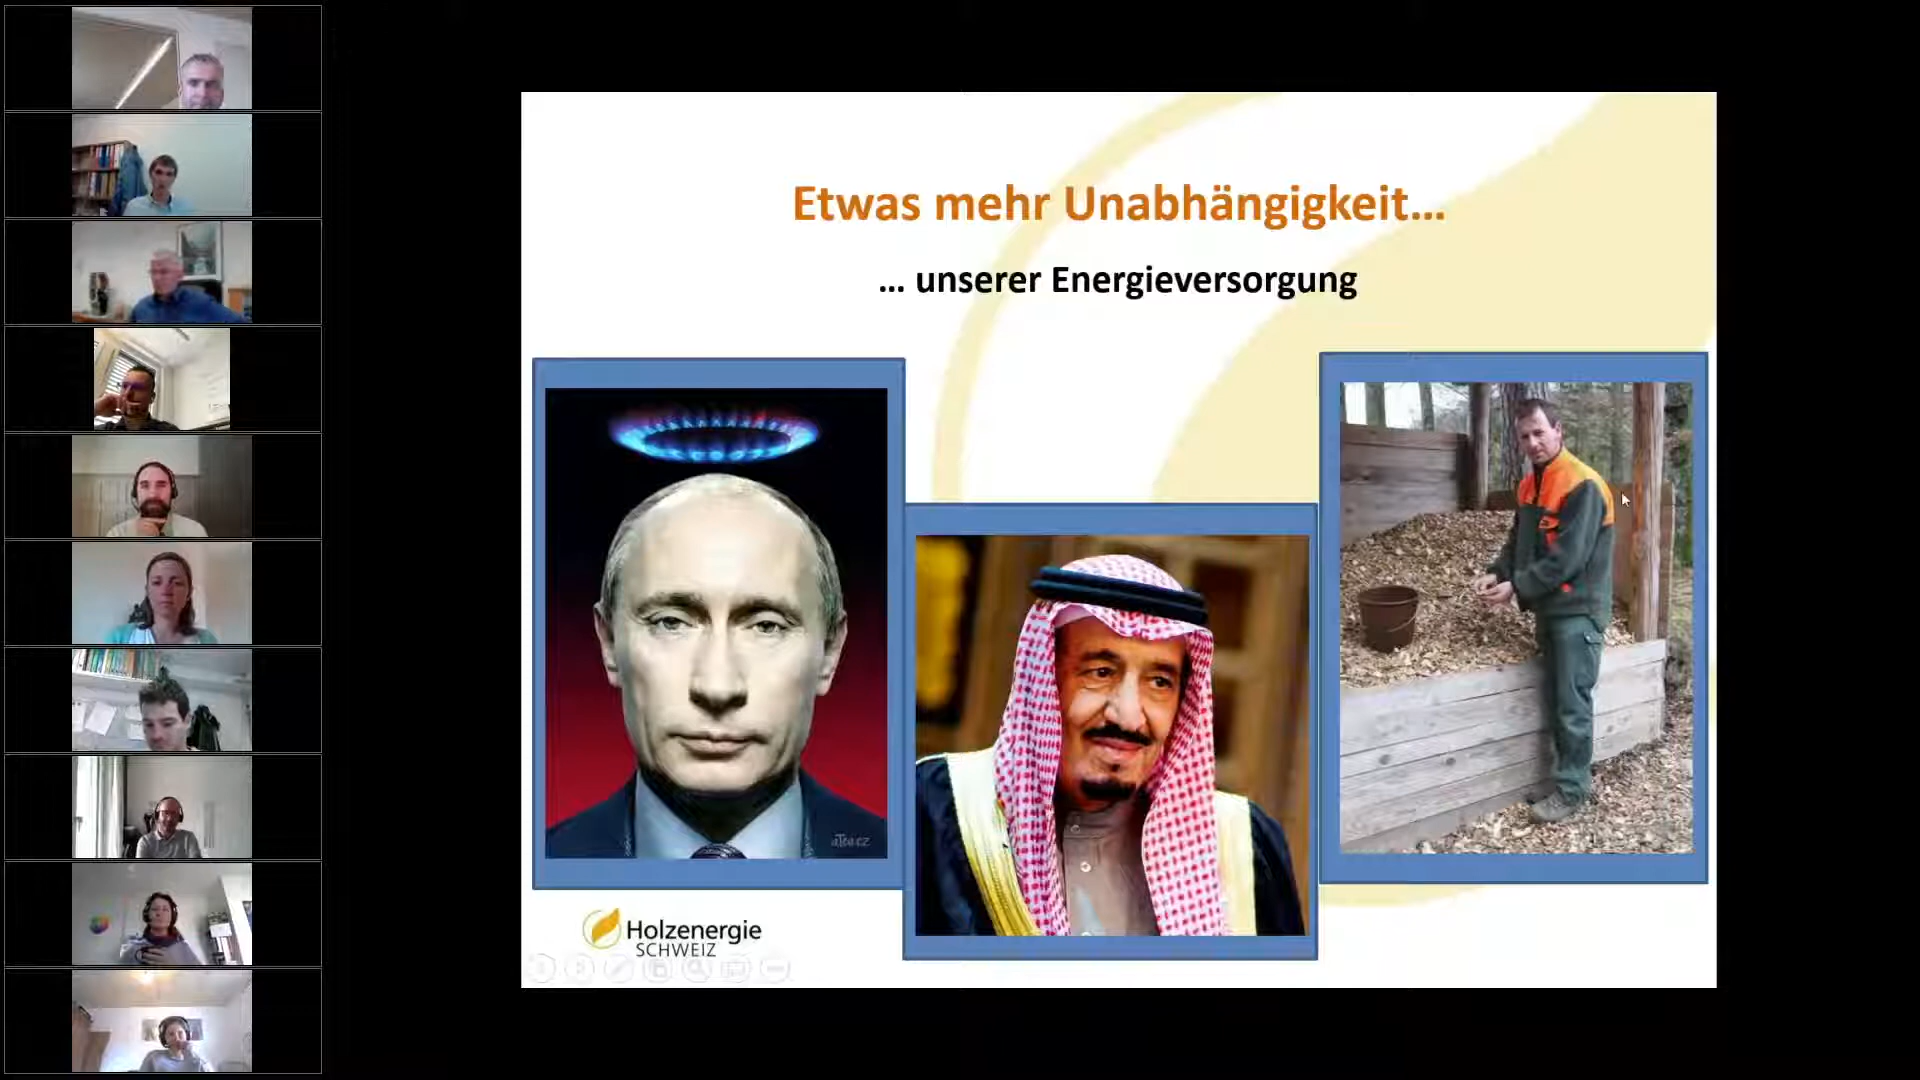 Etwas mehr Unabhängigkeit...
... unserer Energieversorgung
Holzenergie
SCHWEIZ